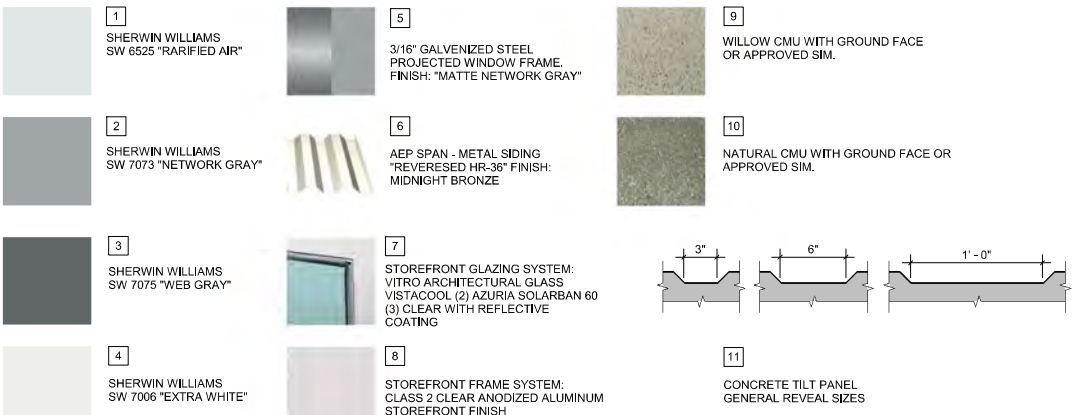 1
SHERWIN WILLIAMS
SW 6525 "RARIFIED AIR"
2
SHERWIN WILLIAMS
SW 7073 "NETWORK GRAY"
3
SHERWIN WILLIAMS
SW 7075 "WEB GRAY"
4
SHERWIN WILLIAMS
SW 7006 "EXTRA WHITE"
5
3/16" GALVENIZED STEEL
PROJECTED WINDOW FRAME.
FINISH: "MATTE NETWORK GRAY"
6
AEP SPAN - METAL SIDING
"REVERESED HR-36" FINISH:
MIDNIGHT BRONZE
7
STOREFRONT GLAZING SYSTEM:
VITRO ARCHITECTURAL GLASS
VISTACOOL (2) AZURIA SOLARBAN 60
(3) CLEAR WITH REFLECTIVE
COATING
8
STOREFRONT FRAME SYSTEM:
CLASS 2 CLEAR ANODIZED ALUMINUM
STOREFRONT FINISH
9
WILLOW CMU WITH GROUND FACE
OR APPROVED SIM.
10
NATURAL CMU WITH GROUND FACE OR
APPROVED SIM.
3"
6"
1' - 0"
11
CONCRETE TILT PANEL
GENERAL REVEAL SIZES